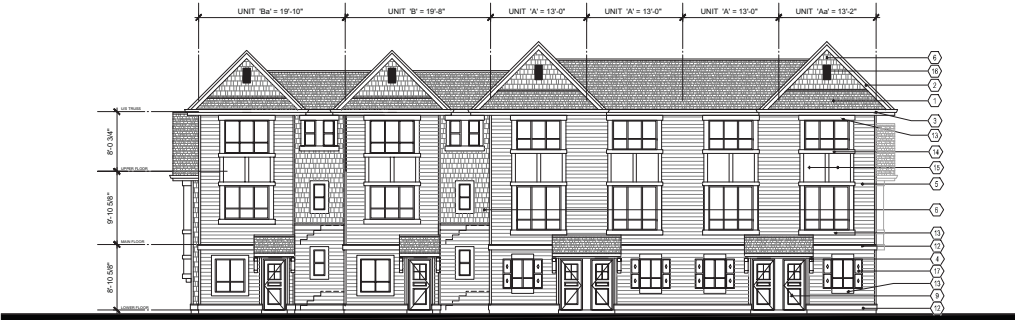 UNIT 'Ba' = 19'-10"
UNIT 'B' = 19'-8"
UNIT 'A' = 13'-0"
UNIT 'A' = 13'-0"
UNIT 'A' = 13'-0"
UNIT 'Aa' = 13'-2"
6
16
2
1
U/S TRUSS
3
13
8'-0 3/4"
14
UPPER FLOOR
15
5
9'-10 5/8"
6
13
MAIN FLOOR
12
4
17
8'-10 5/8"
13
9
LOWER FLOOR
12